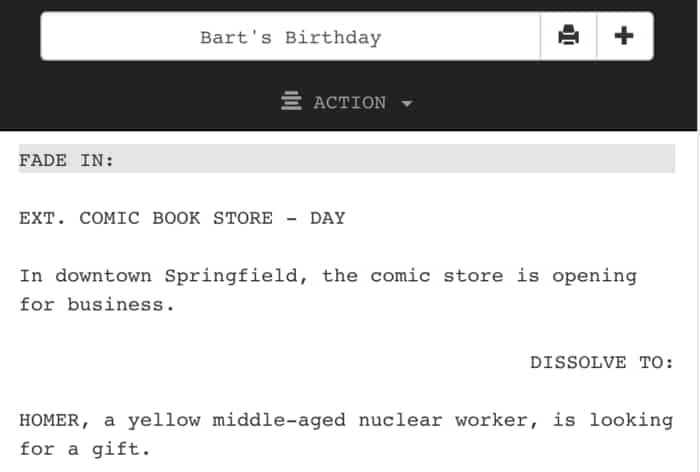 Bart's Birthday
ACTION
FADE IN:
EXT. COMIC BOOK STORE - DAY
In downtown Springfield, the comic store is opening
for business.
DISSOLVE TO:
HOMER, a yellow middle-aged nuclear worker, is looking
for a gift.